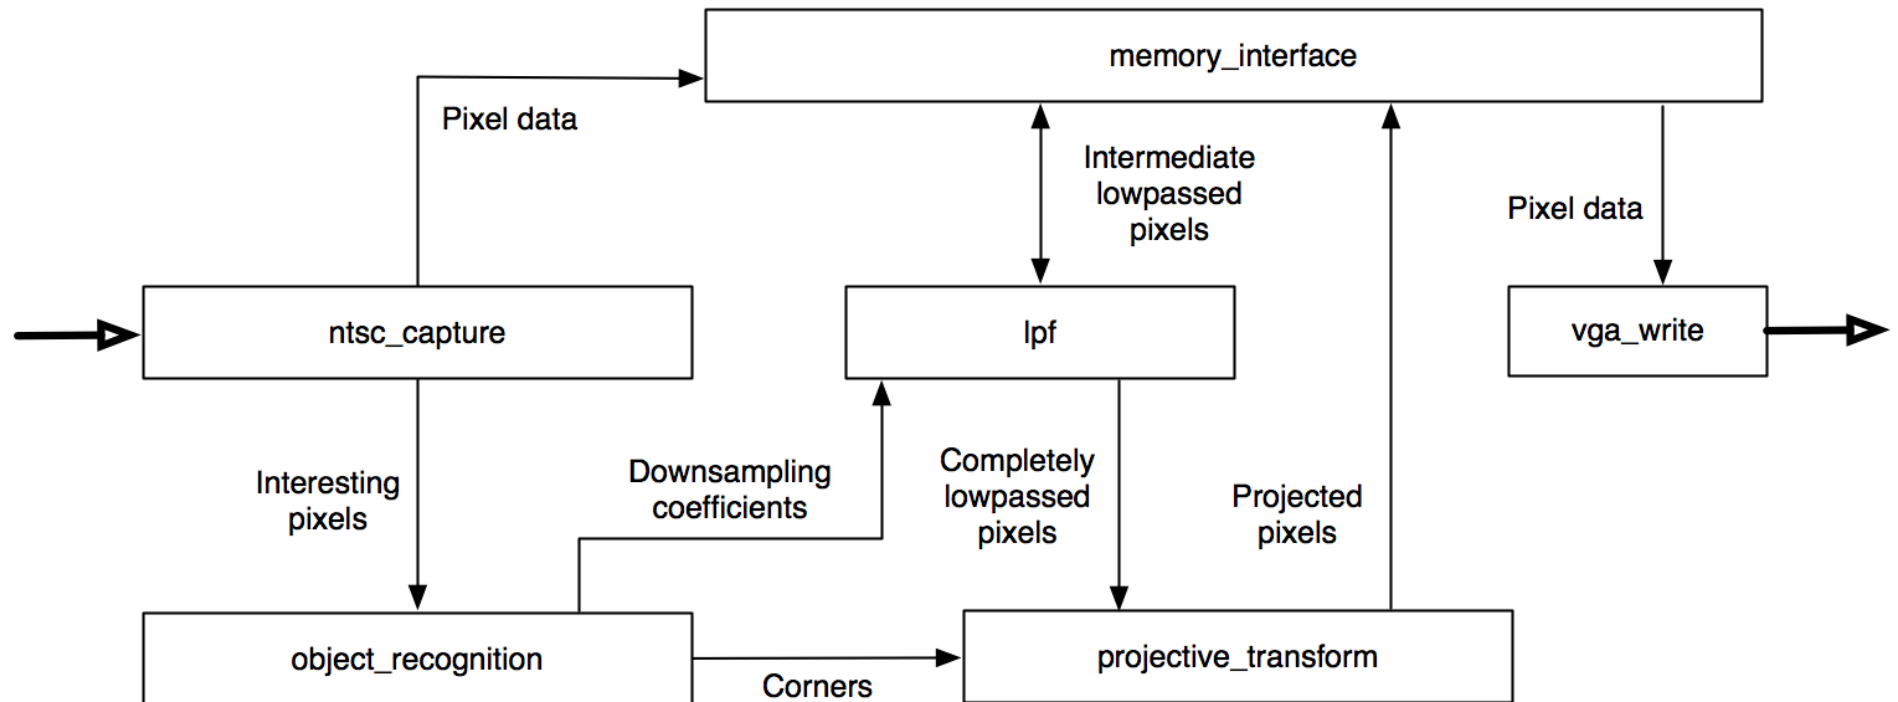 memory_interface
Pixel data
Intermediate
lowpassed
pixels
Pixel data
ntsc_capture
lpf
vga_write
Interesting
pixels
Downsampling
coefficients
Completely
lowpassed
pixels
Projected
pixels
object_recognition
Corners
projective_transform